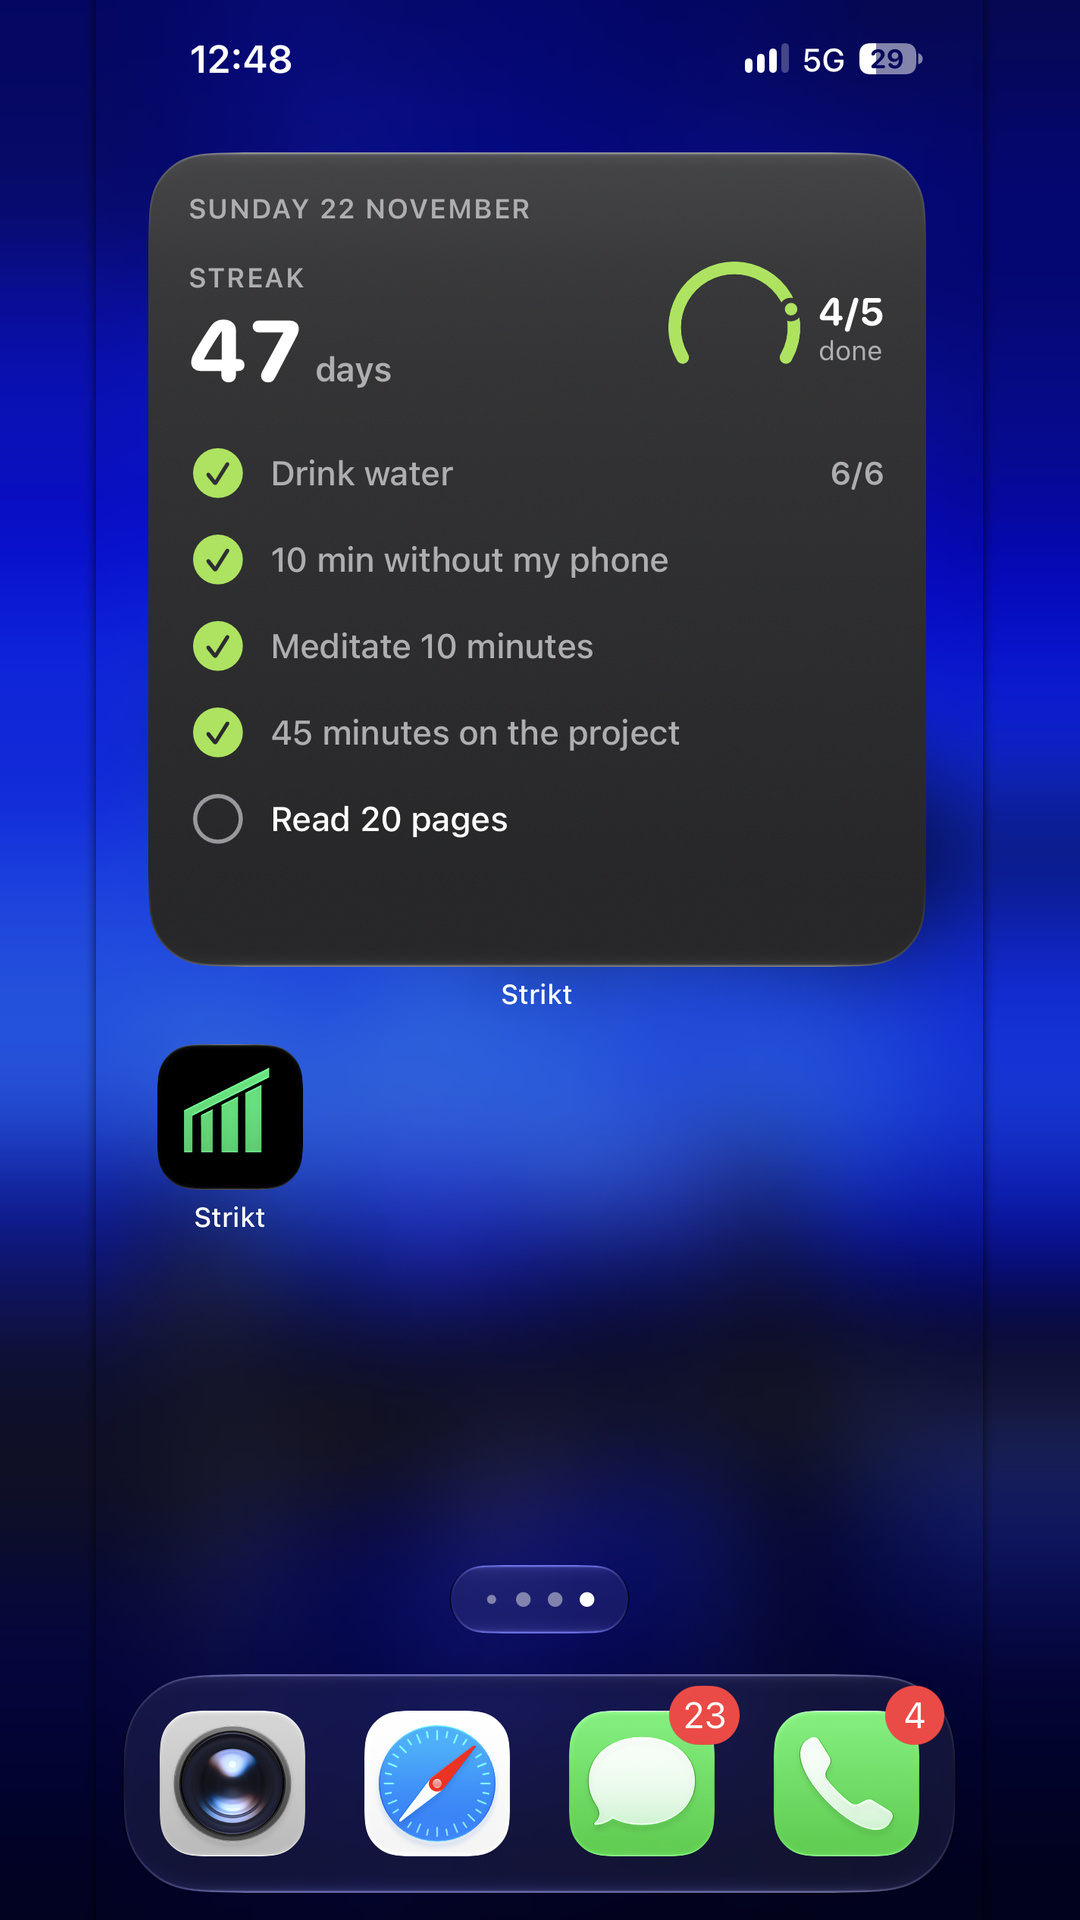 12:48
5G
29
SUNDAY 22 NOVEMBER
STREAK
47 days
4/5
done
Drink water 6/6
10 min without my phone
Meditate 10 minutes
45 minutes on the project
Read 20 pages
Strikt
Strikt
23
4